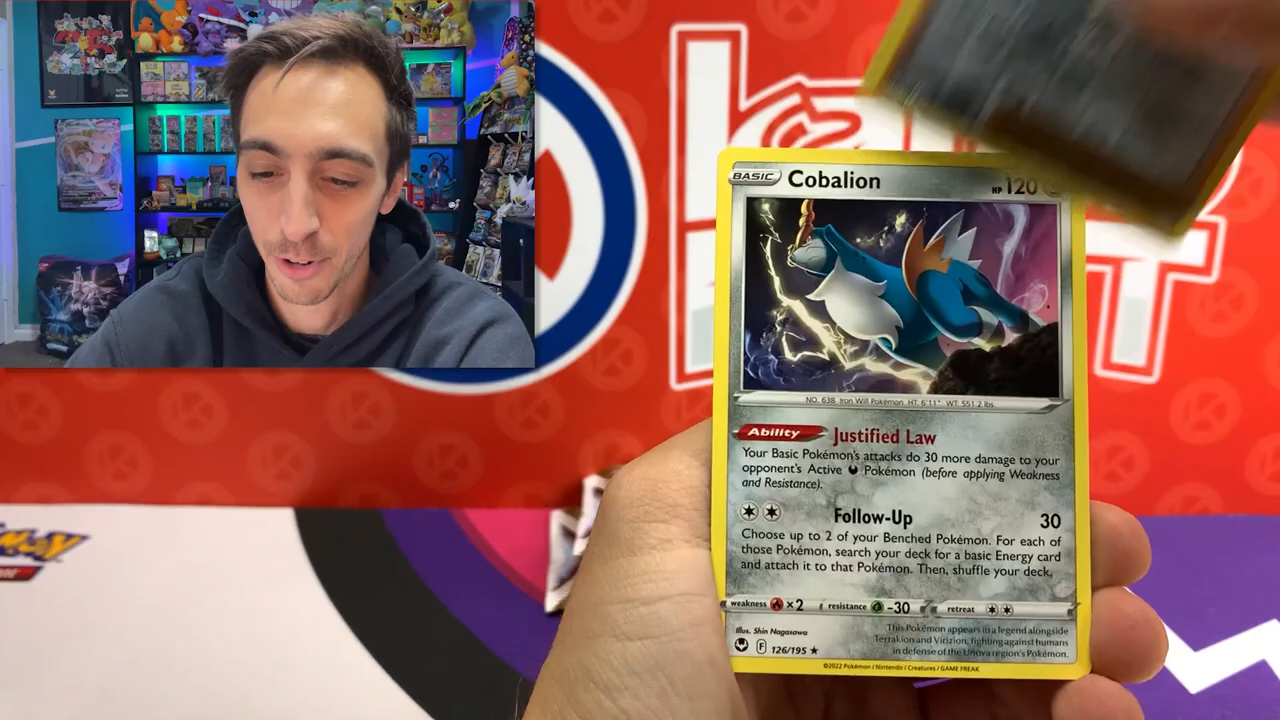 BASIC Cobalion HP 120
NO. 638 Iron Will Pokémon HT: 6'11" WT: 551.2 lbs.
Ability Justified Law
Your Basic Pokémon's attacks do 30 more damage to your
opponent's Active Pokémon (before applying Weakness
and Resistance).
Follow-Up 30
Choose up to 2 of your Benched Pokémon. For each of
those Pokémon, search your deck for a basic Energy card
and attach it to that Pokémon. Then, shuffle your deck.
weakness ×2 resistance -30 retreat
Illus. Shin Nagasawa
F 126/195 ★
This Pokémon appears in a legend alongside
Terrakion and Virizion, fighting against humans
in defense of the Unova region's Pokémon.
©2022 Pokémon / Nintendo / Creatures / GAME FREAK